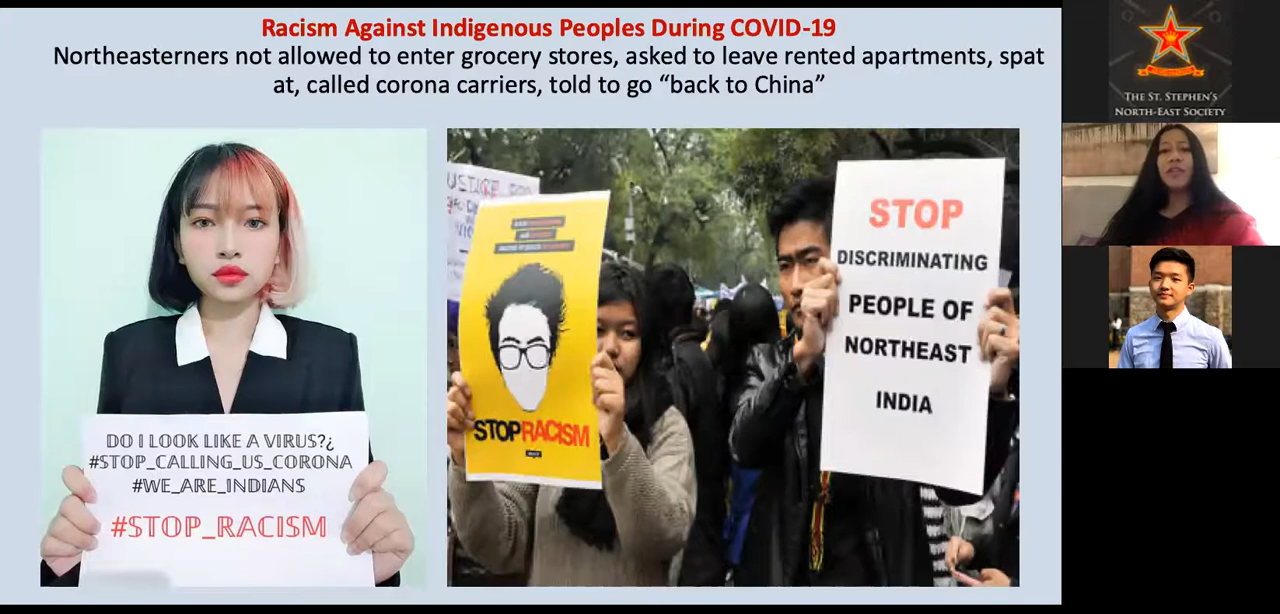 Racism Against Indigenous Peoples During COVID-19
Northeasterners not allowed to enter grocery stores, asked to leave rented apartments, spat
at, called corona carriers, told to go “back to China”
DO I LOOK LIKE A VIRUS?¿
#STOP_CALLING_US_CORONA
#WE_ARE_INDIANS
#STOP_RACISM
STOPRACISM
STOP
DISCRIMINATING
PEOPLE OF
NORTHEAST
INDIA
THE ST. STEPHEN'S
NORTH-EAST SOCIETY